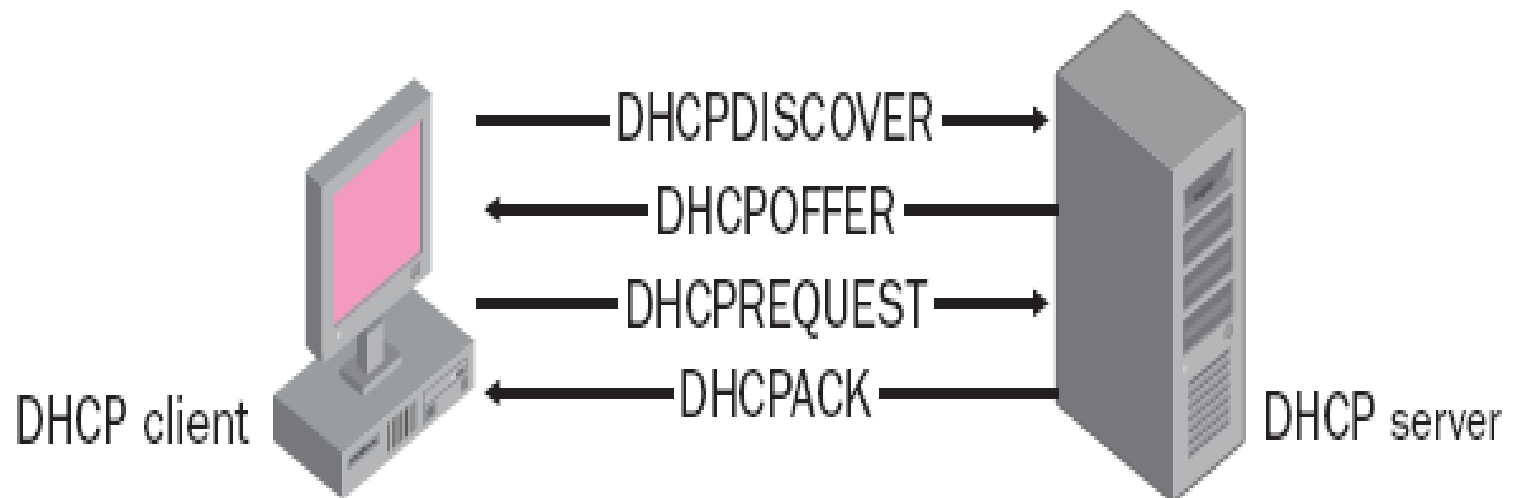 DHCPDISCOVER
DHCPOFFER
DHCPREQUEST
DHCPACK
DHCP client
DHCP server